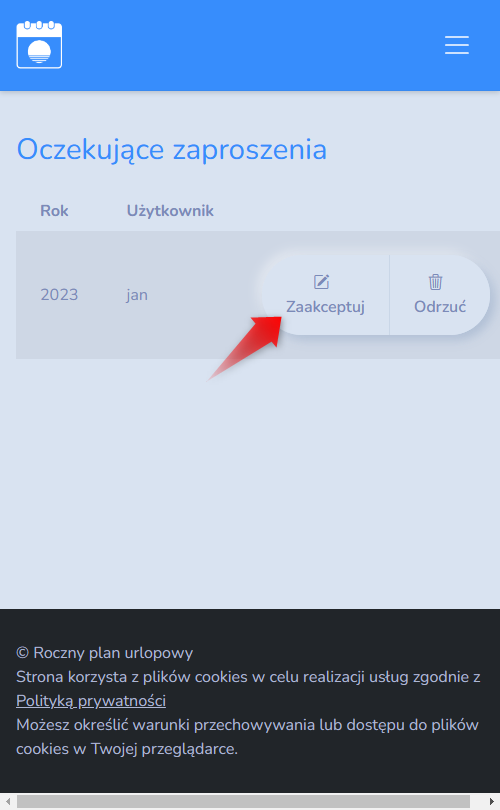 Oczekujące zaproszenia
Rok Użytkownik
2023 jan Zaakceptuj Odrzuć
© Roczny plan urlopowy
Strona korzysta z plików cookies w celu realizacji usług zgodnie z
Polityką prywatności
Możesz określić warunki przechowywania lub dostępu do plików
cookies w Twojej przeglądarce.